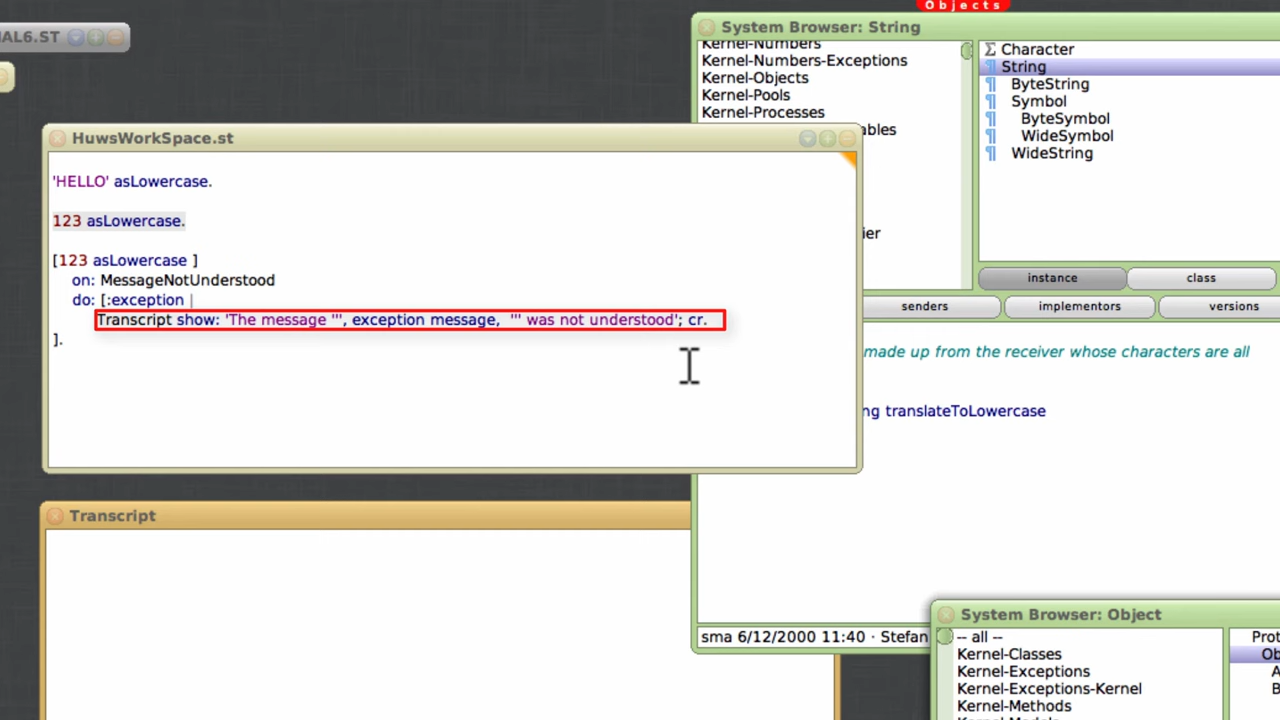 Objects
IAL6.ST
System Browser: String
Kernel-Numbers
Kernel-Numbers-Exceptions
Kernel-Objects
Kernel-Pools
Kernel-Processes
ables
ier
Σ Character
String
ByteString
Symbol
ByteSymbol
WideSymbol
WideString
instance
class
senders
implementors
versions
made up from the receiver whose characters are all
ng translateToLowercase
sma 6/12/2000 11:40 · Stefan
HuwsWorkSpace.st
'HELLO' asLowercase.
123 asLowercase.
[123 asLowercase ]
on: MessageNotUnderstood
do: [:exception |
Transcript show: 'The message ''', exception message, ''' was not understood'; cr.
].
Transcript
System Browser: Object
-- all --
Kernel-Classes
Kernel-Exceptions
Kernel-Exceptions-Kernel
Kernel-Methods
Prot
Ob
A
B